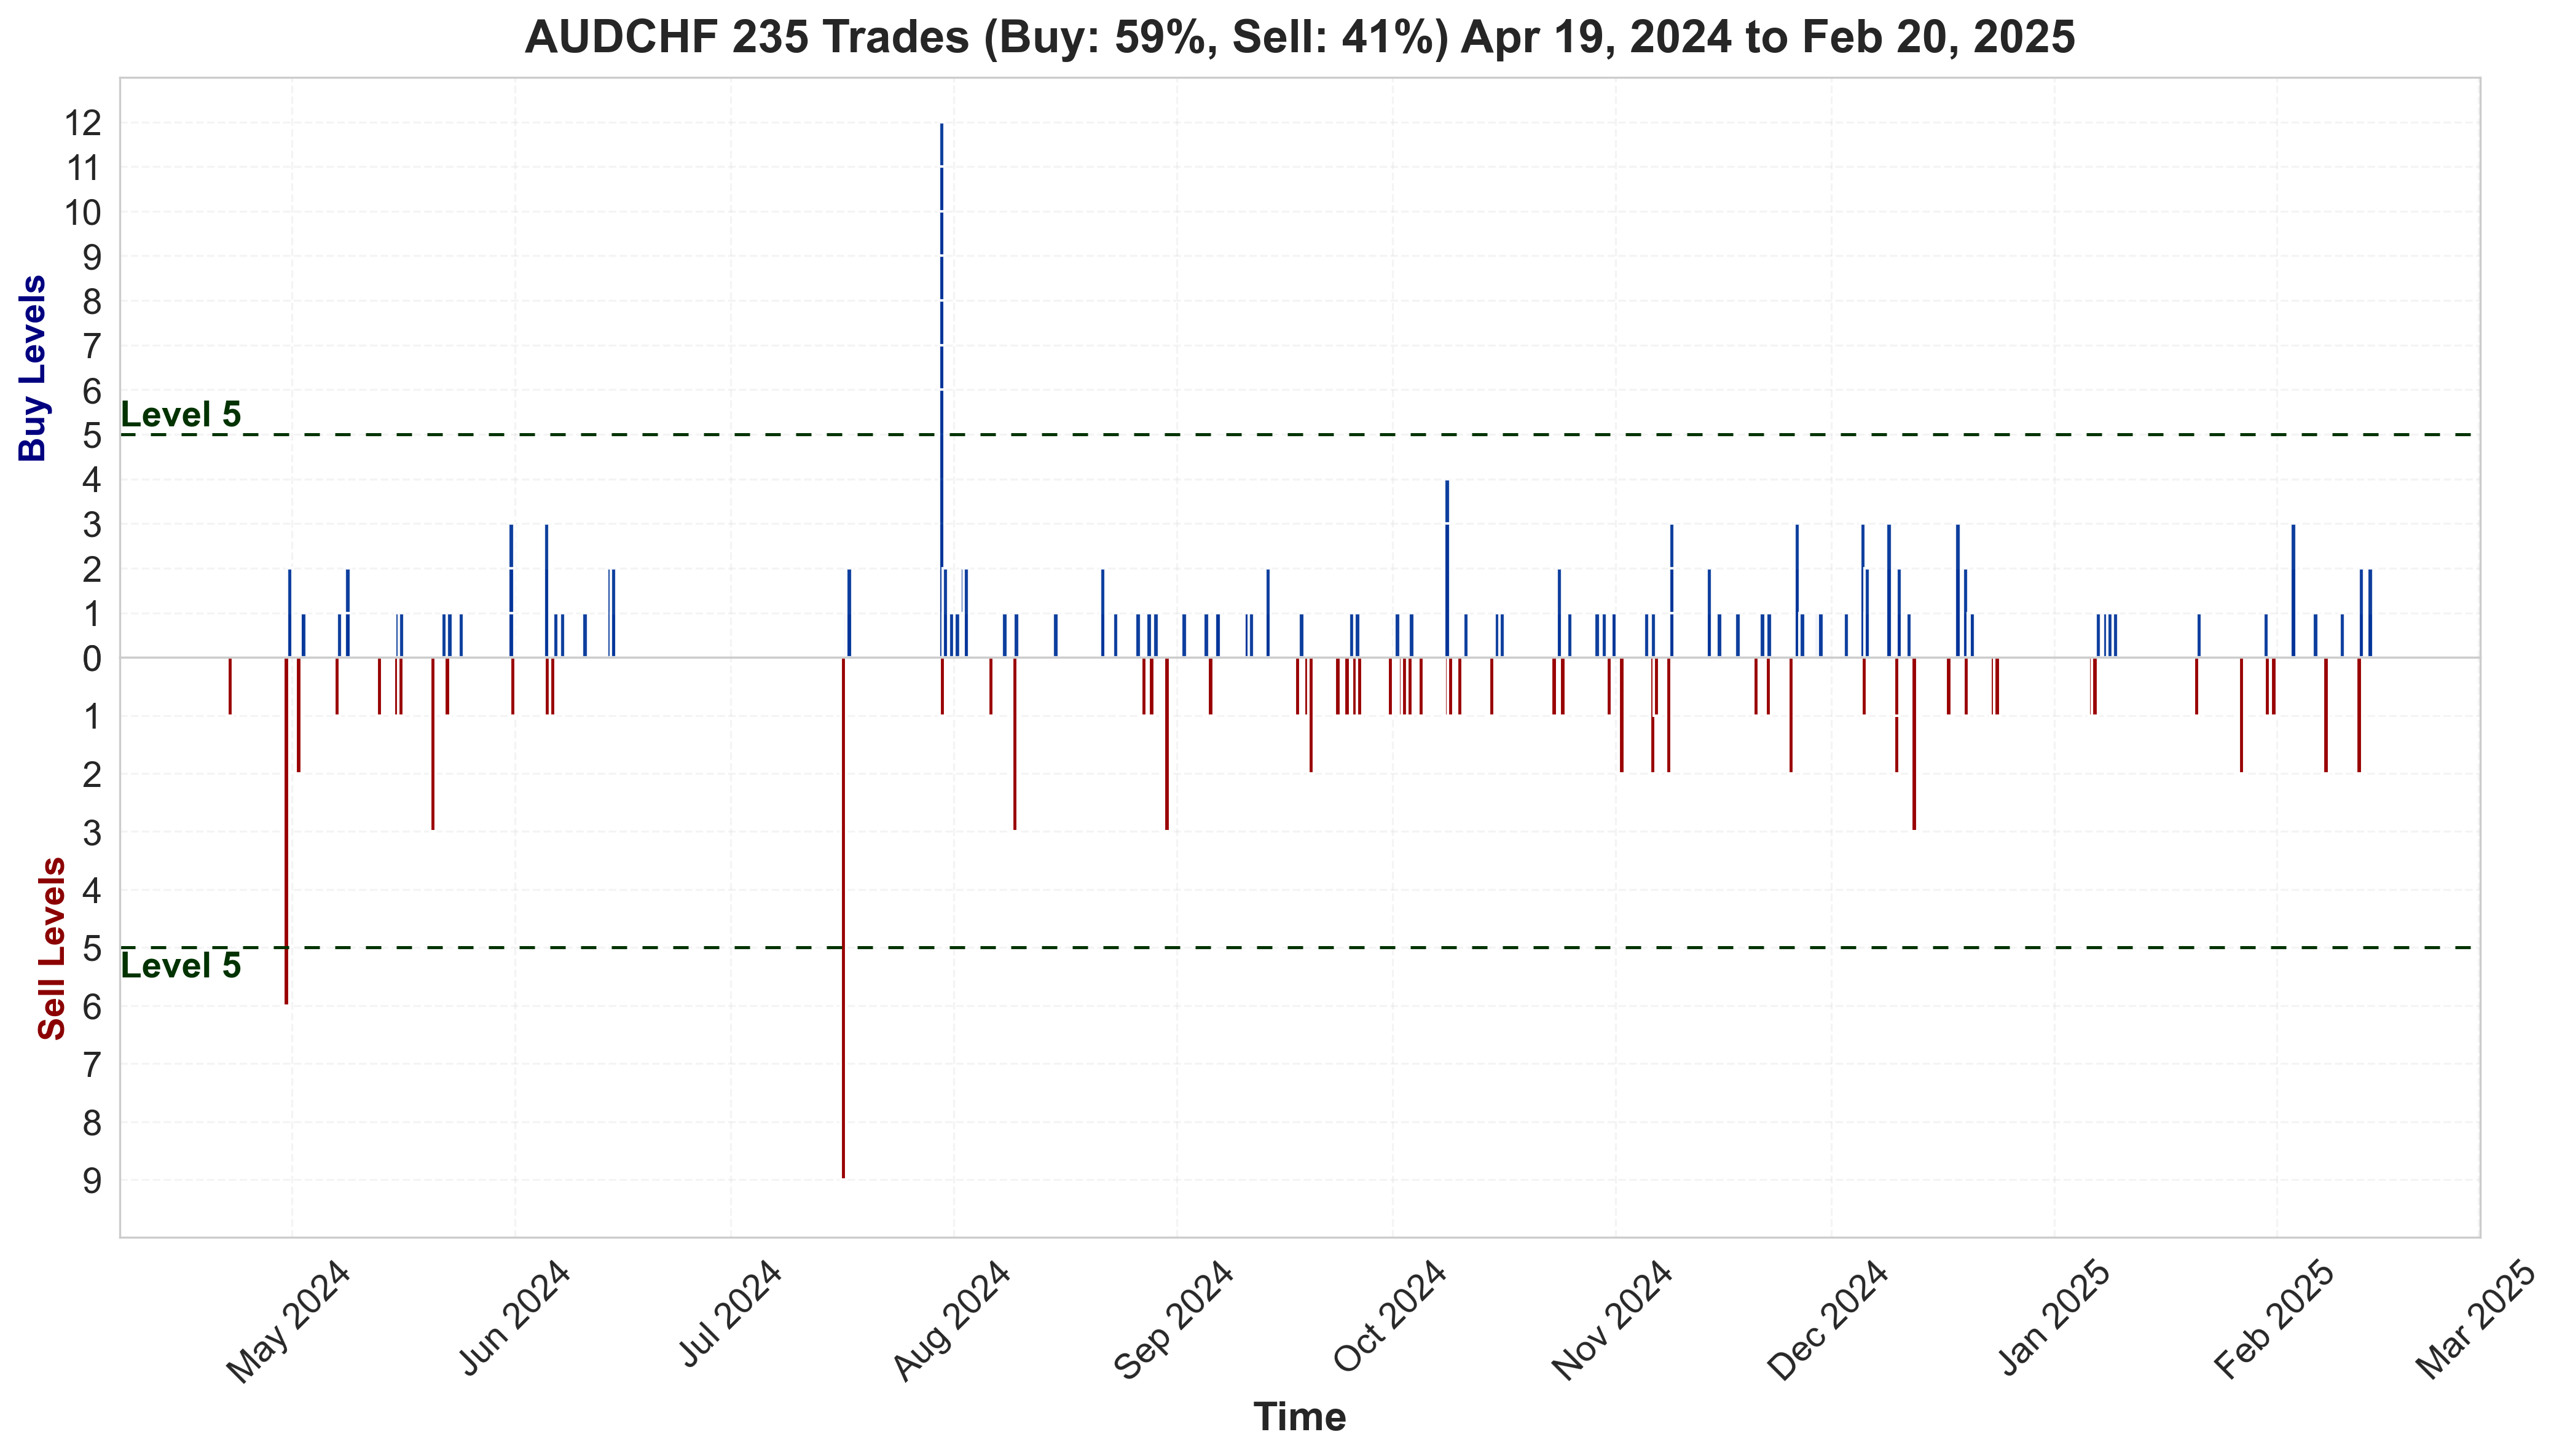 AUDCHF 235 Trades (Buy: 59%, Sell: 41%) Apr 19, 2024 to Feb 20, 2025
Buy Levels
12
11
10
9
8
7
6
Level 5
5
4
3
2
1
0
1
2
3
4
5
Level 5
6
7
8
9
Sell Levels
May 2024
Jun 2024
Jul 2024
Aug 2024
Sep 2024
Oct 2024
Nov 2024
Dec 2024
Jan 2025
Feb 2025
Mar 2025
Time